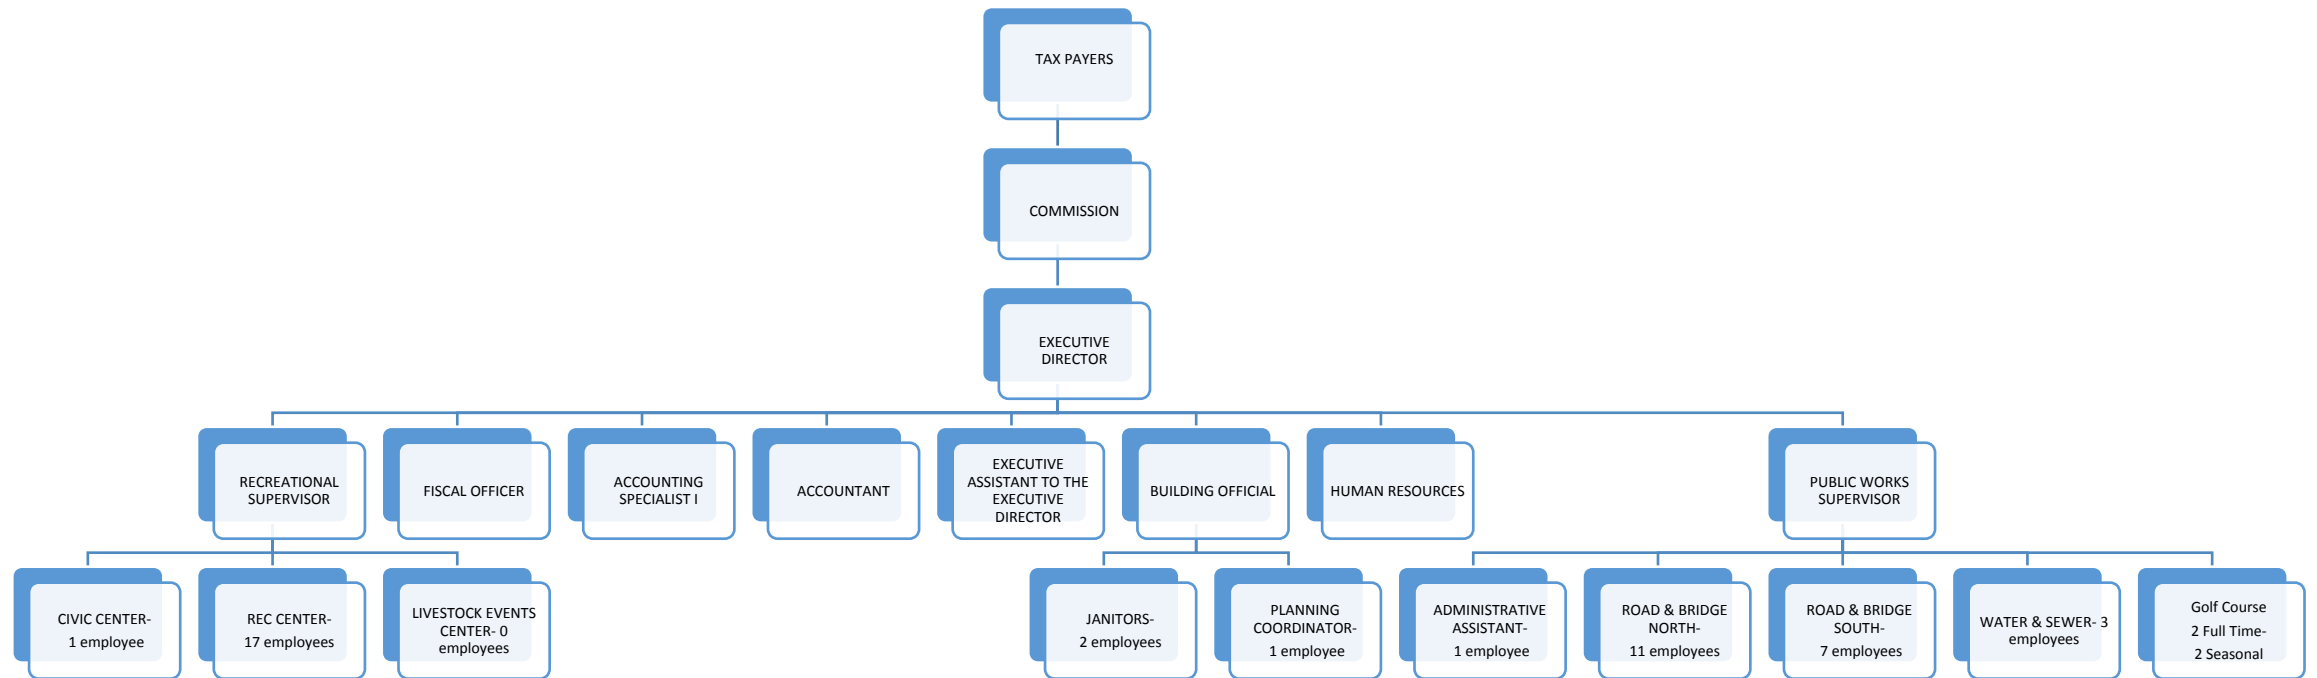 TAX PAYERS
COMMISSION
EXECUTIVE
DIRECTOR
RECREATIONAL
SUPERVISOR
FISCAL OFFICER
ACCOUNTING
SPECIALIST I
ACCOUNTANT
EXECUTIVE
ASSISTANT TO THE
EXECUTIVE
DIRECTOR
BUILDING OFFICIAL
HUMAN RESOURCES
PUBLIC WORKS
SUPERVISOR
CIVIC CENTER-
1 employee
REC CENTER-
17 employees
LIVESTOCK EVENTS
CENTER- 0
employees
JANITORS-
2 employees
PLANNING
COORDINATOR-
1 employee
ADMINISTRATIVE
ASSISTANT-
1 employee
ROAD & BRIDGE
NORTH-
11 employees
ROAD & BRIDGE
SOUTH-
7 employees
WATER & SEWER- 3
employees
Golf Course
2 Full Time-
2 Seasonal